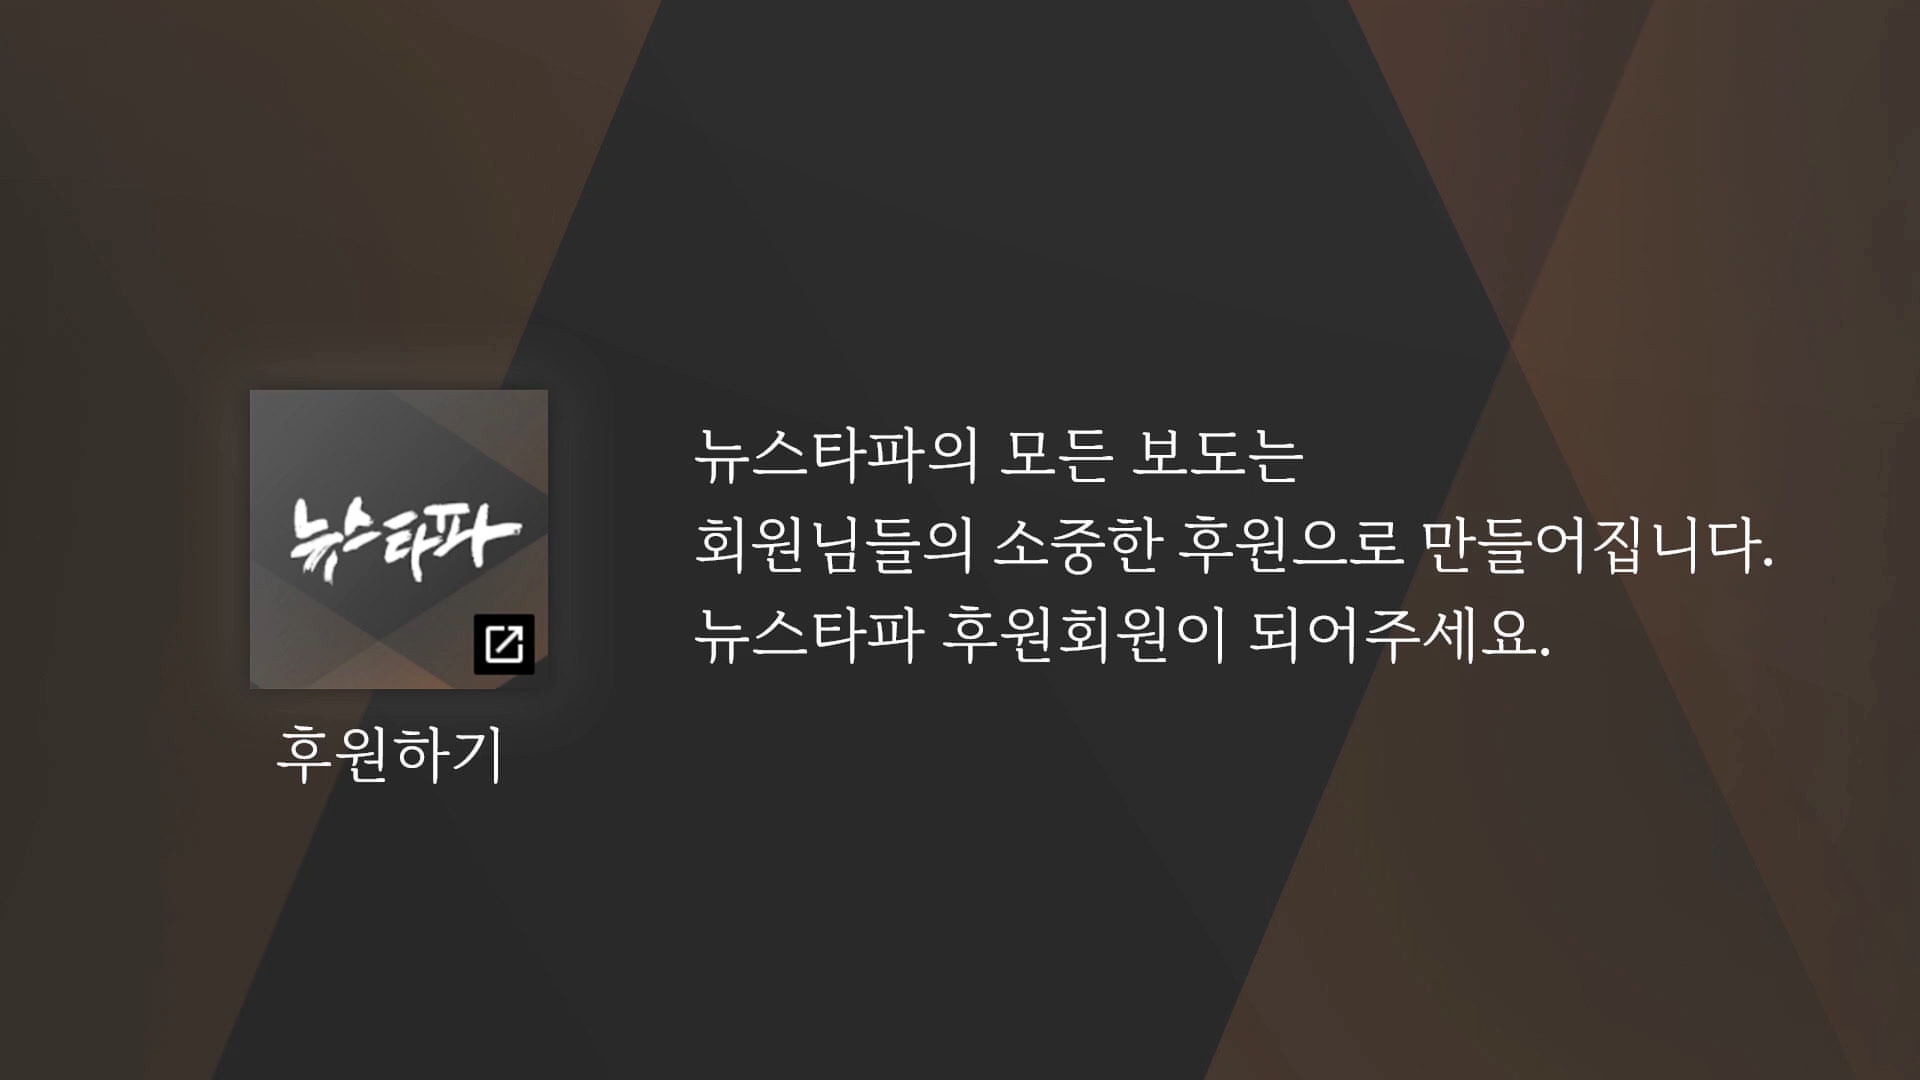 뉴스타파
후원하기
뉴스타파의 모든 보도는
회원님들의 소중한 후원으로 만들어집니다.
뉴스타파 후원회원이 되어주세요.